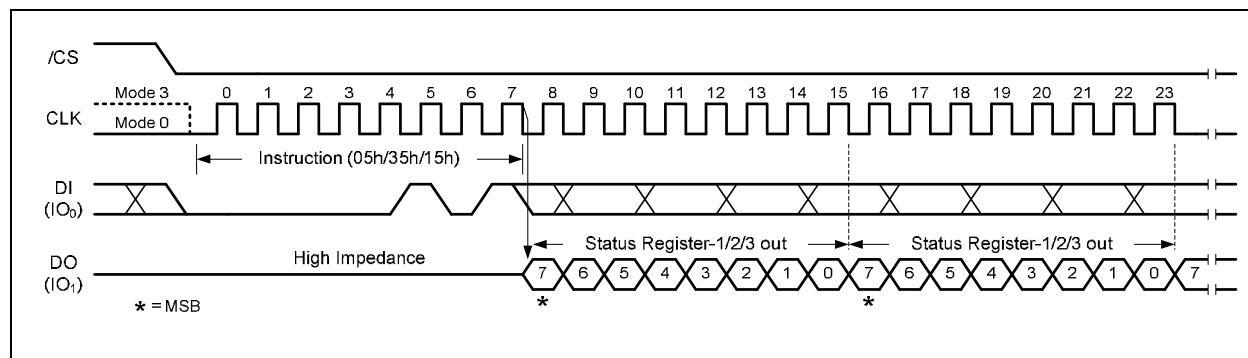 /CS
Mode 3
0 1 2 3 4 5 6 7 8 9 10 11 12 13 14 15 16 17 18 19 20 21 22 23
CLK
Mode 0
Instruction (05h/35h/15h)
DI
(IO0)
Status Register-1/2/3 out Status Register-1/2/3 out
High Impedance
DO
(IO1)
7 6 5 4 3 2 1 0 7 6 5 4 3 2 1 0 7
* *
* = MSB